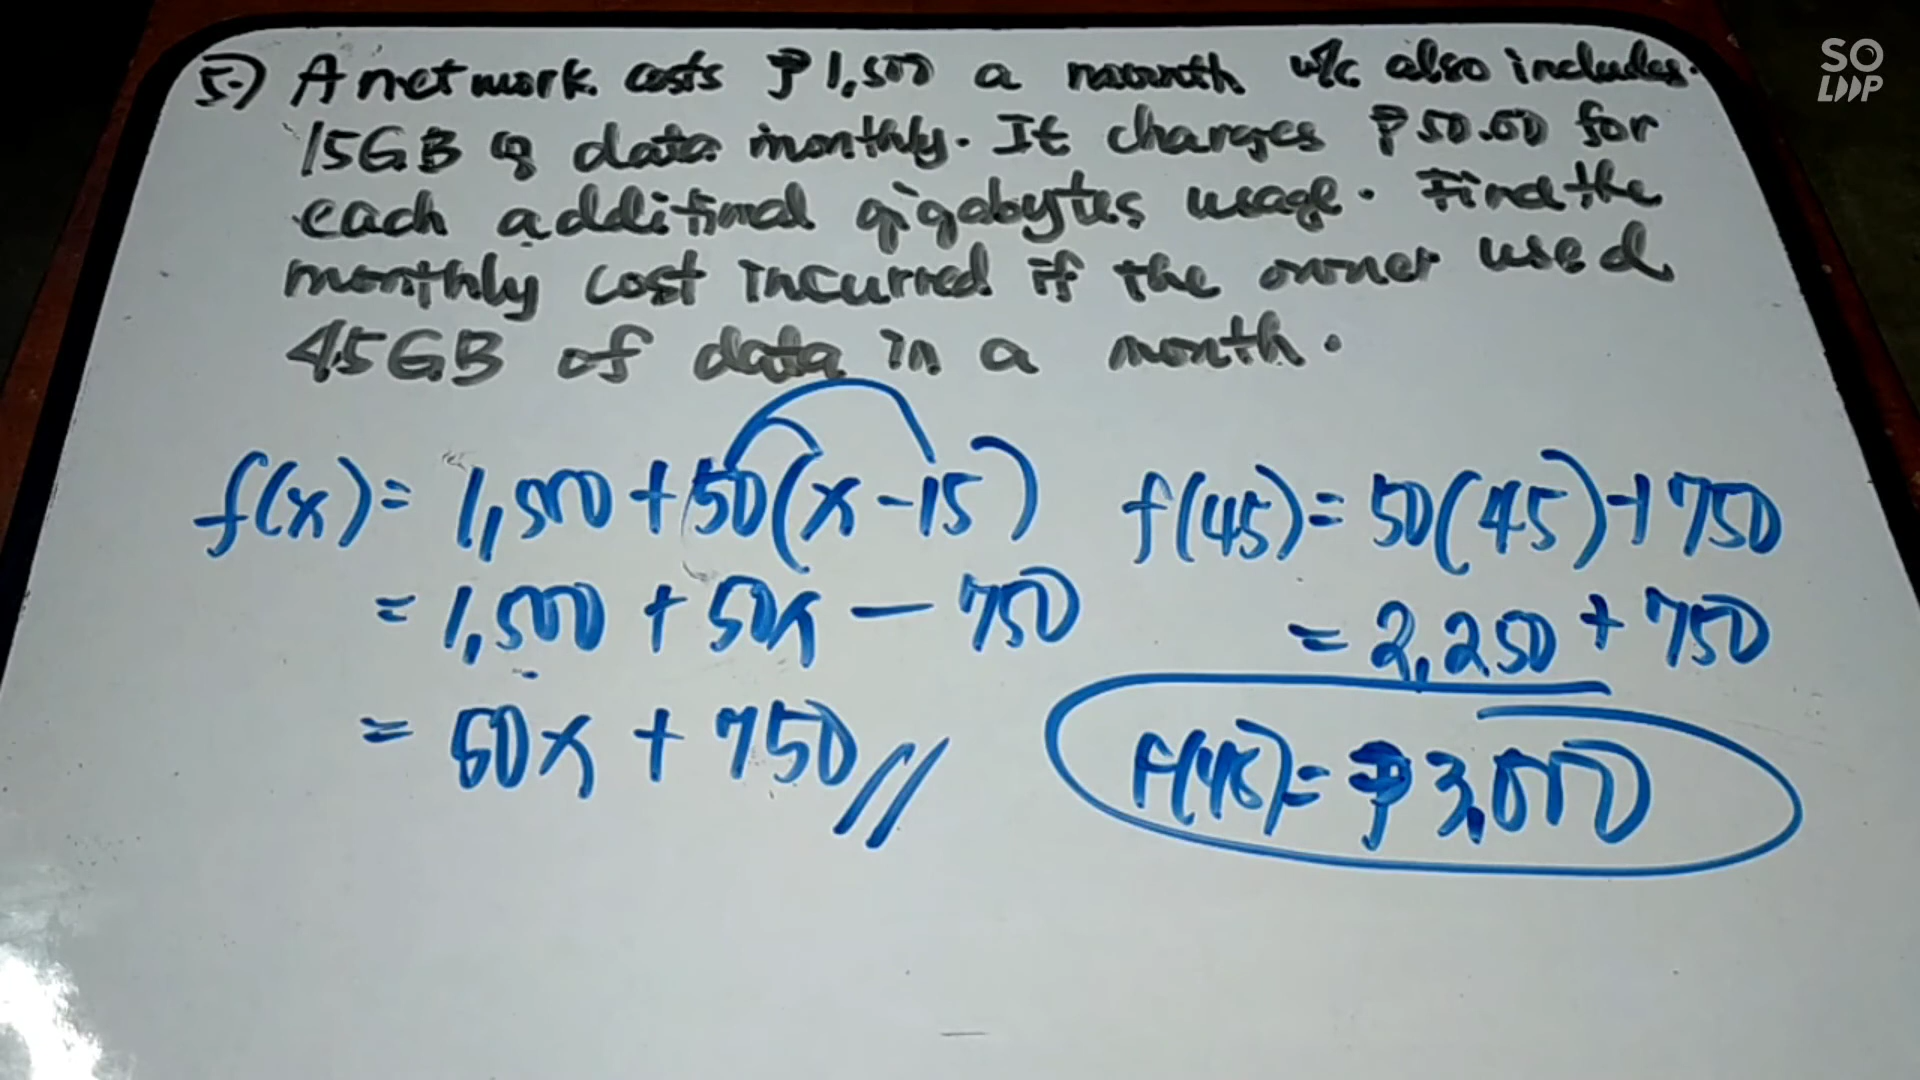 5.) A network costs ₱1,500 a month w/c also includes
15GB of data monthly. It charges ₱50.00 for
each additional gigabytes usage. Find the
monthly cost incurred if the owner used
45GB of data in a month.
f(x) = 1,500 + 50(x - 15)
= 1,500 + 50x - 750
= 50x + 750 //
f(45) = 50(45) + 750
= 2,250 + 750
f(45) = ₱3,000
SO
LOOP